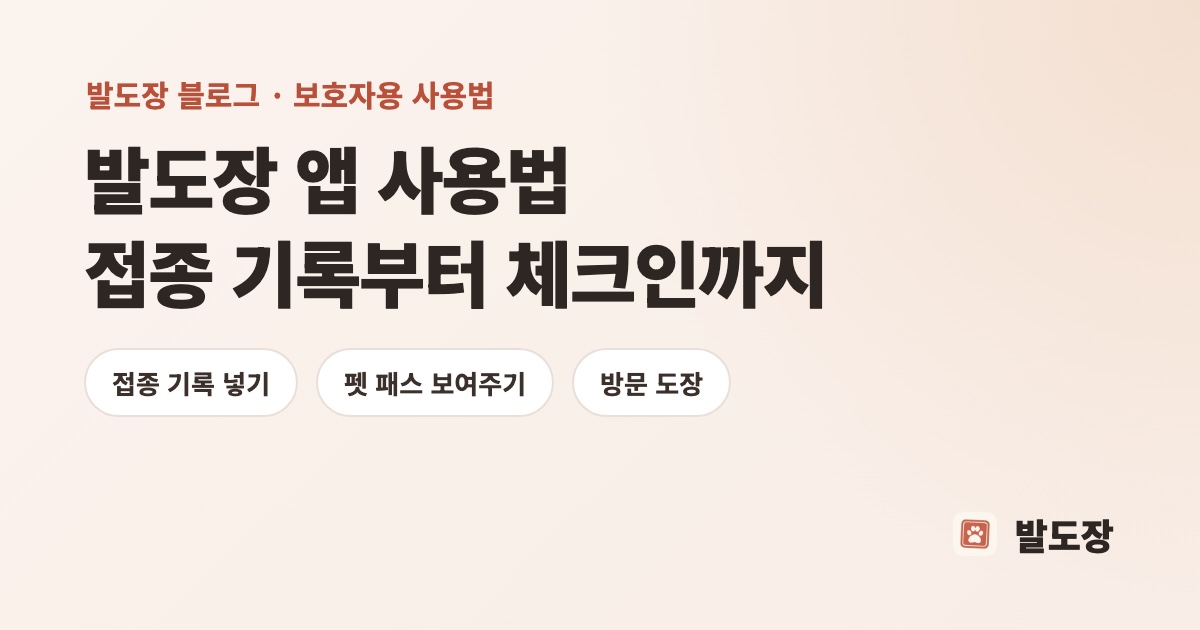 발도장 블로그 · 보호자용 사용법
발도장 앱 사용법
접종 기록부터 체크인까지
접종 기록 넣기
펫 패스 보여주기
방문 도장
발도장